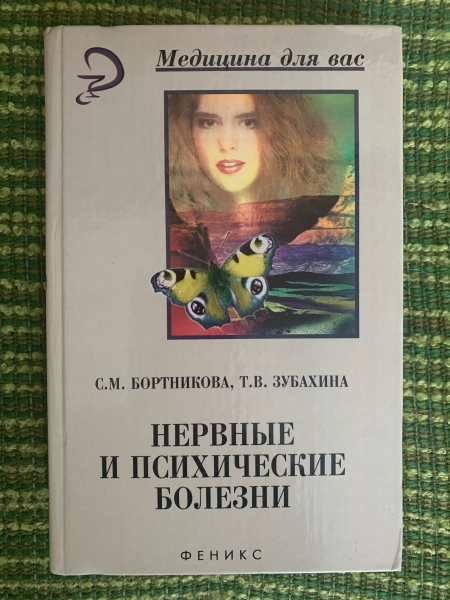 Медицина для вас
С.М. БОРТНИКОВА, Т.В. ЗУБАХИНА
НЕРВНЫЕ
И ПСИХИЧЕСКИЕ
БОЛЕЗНИ
ФЕНИКС